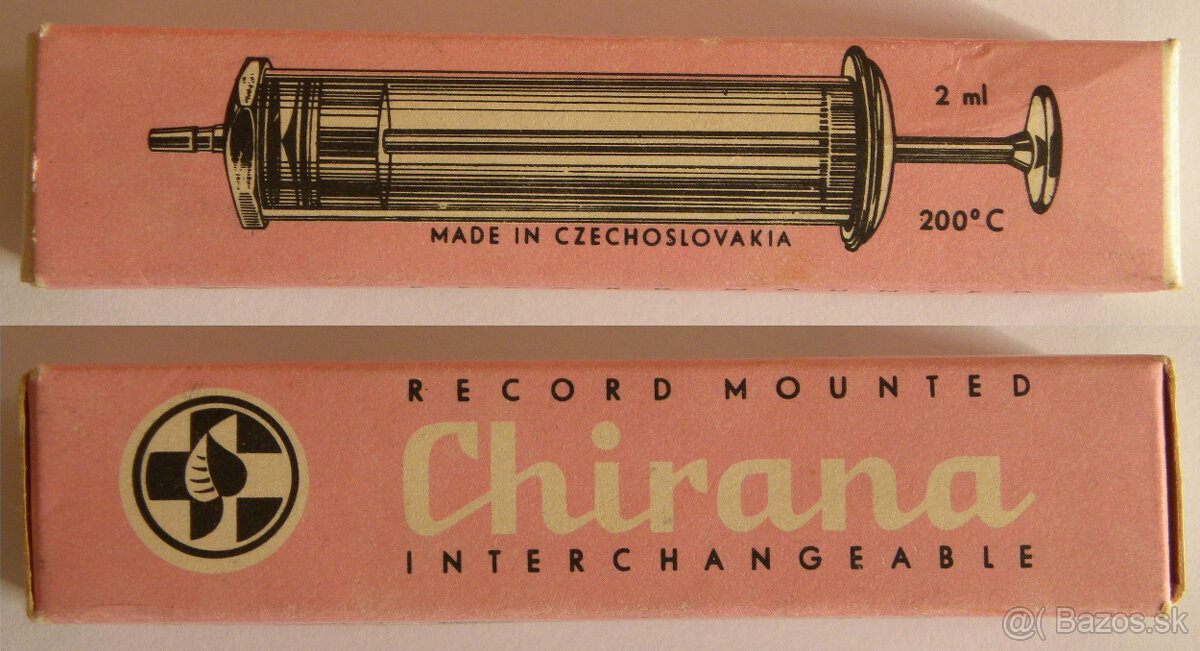 2 ml
200°C
MADE IN CZECHOSLOVAKIA
RECORD MOUNTED
Chirana
INTERCHANGEABLE
@( Bazos.sk